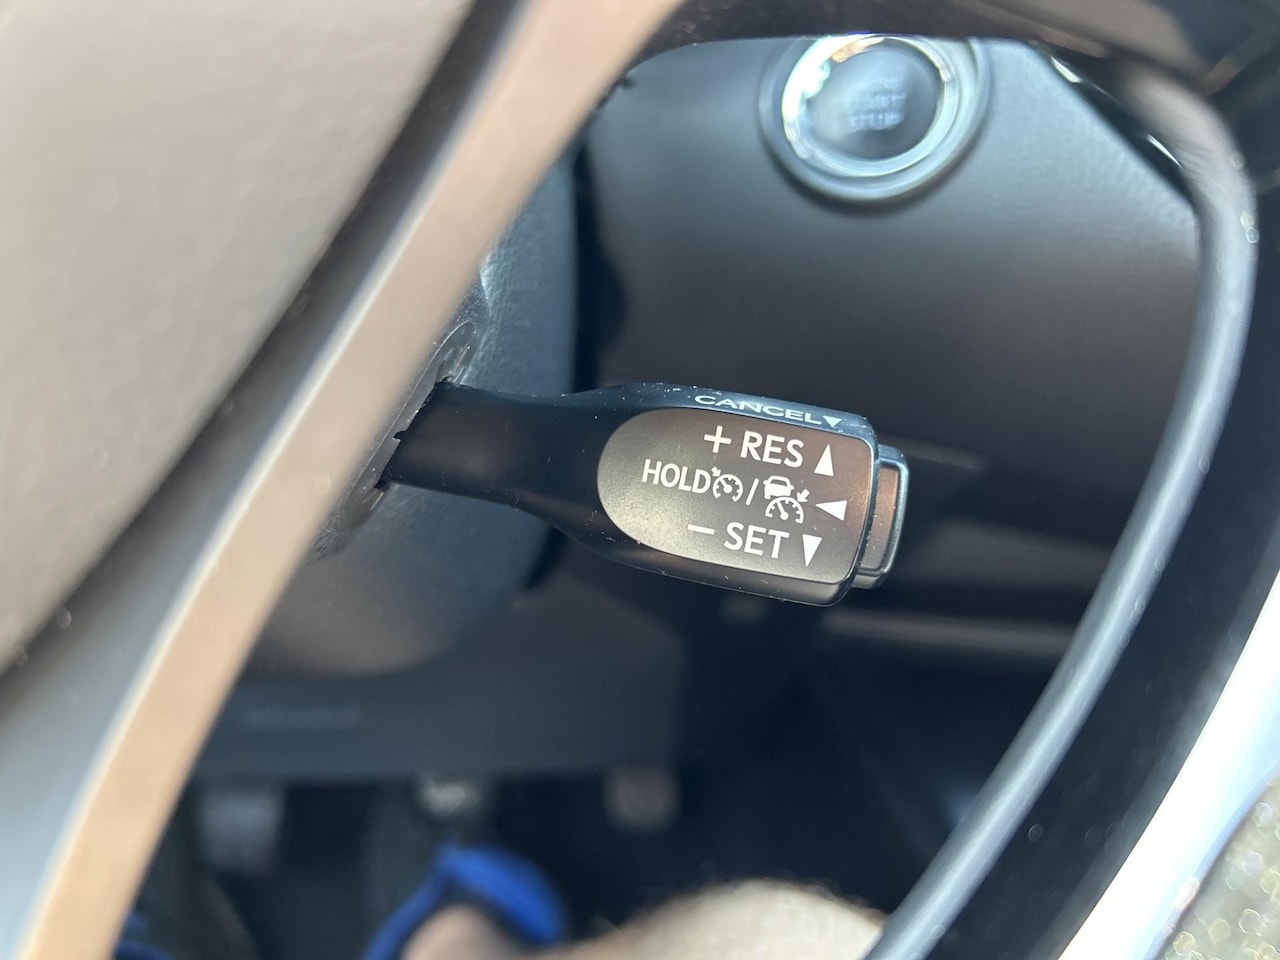 CANCEL▼
+ RES ▲
HOLD / ◀
− SET ▼